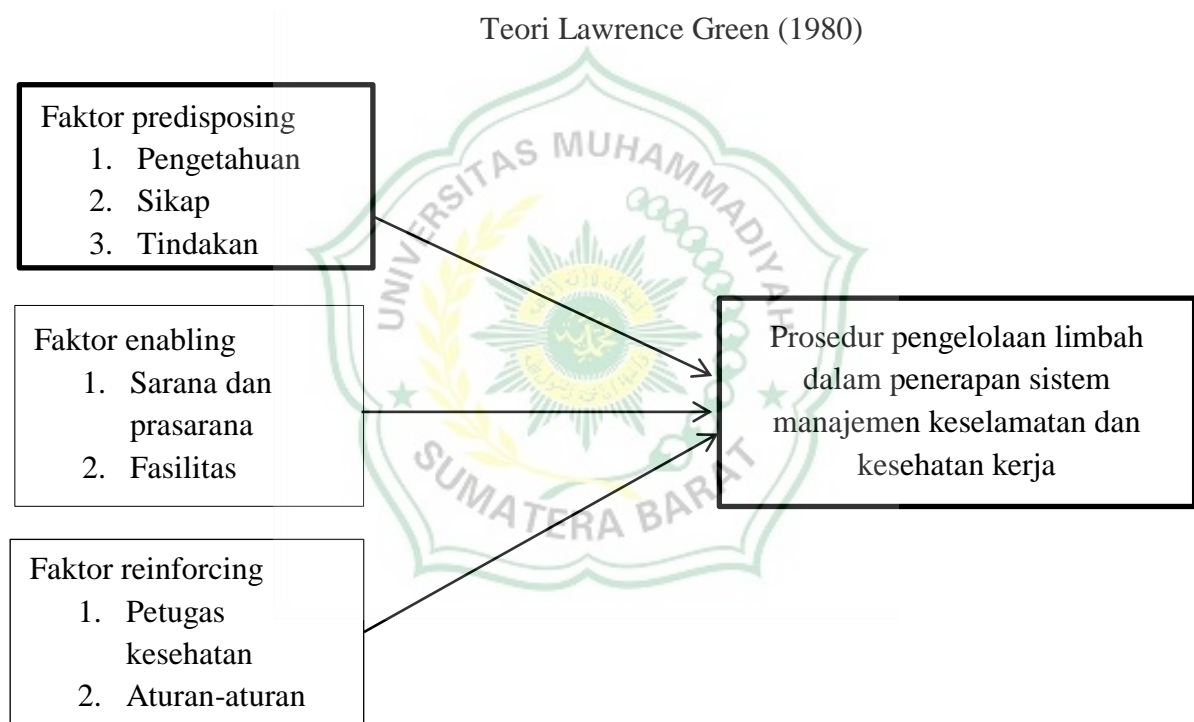 Teori Lawrence Green (1980)
Faktor predisposing
1. Pengetahuan
2. Sikap
3. Tindakan
Faktor enabling
1. Sarana dan
prasarana
2. Fasilitas
Faktor reinforcing
1. Petugas
kesehatan
2. Aturan-aturan
Prosedur pengelolaan limbah
dalam penerapan sistem
manajemen keselamatan dan
kesehatan kerja
UNIVERSITAS MUHAMMADIYAH
SUMATERA BARAT